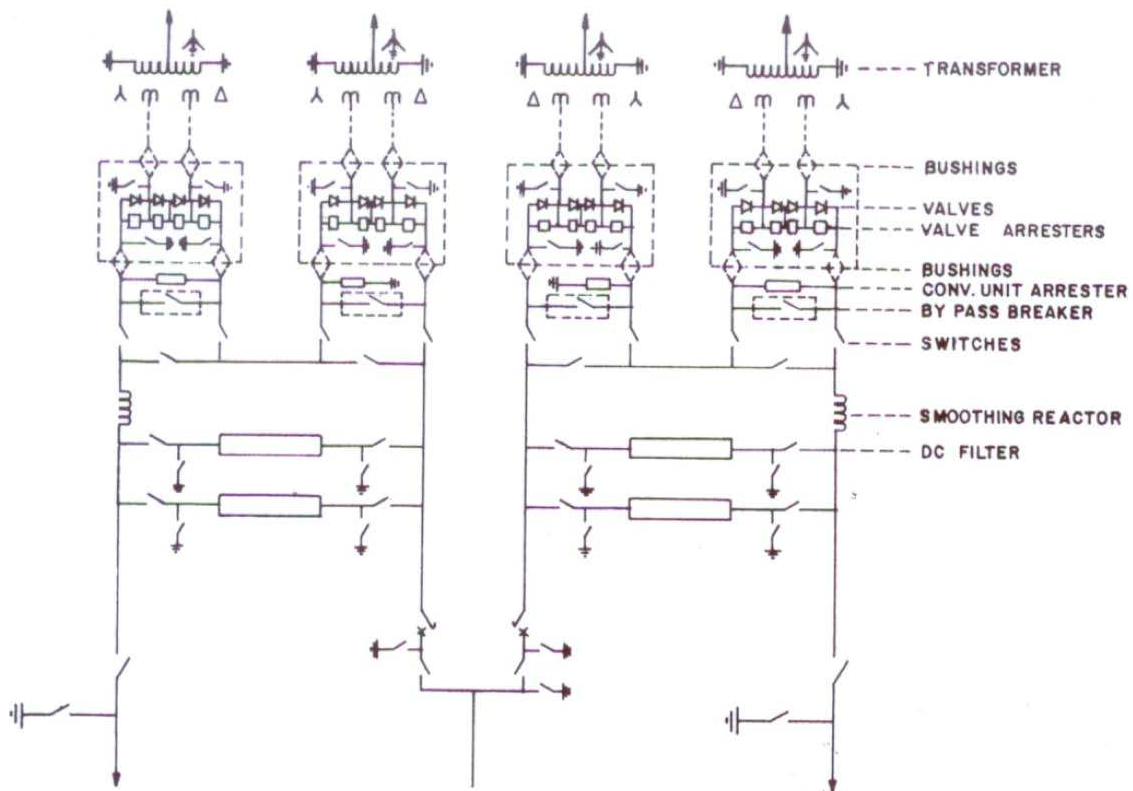 TRANSFORMER
BUSHINGS
VALVES
VALVE ARRESTERS
BUSHINGS
CONV. UNIT ARRESTER
BY PASS BREAKER
SWITCHES
SMOOTHING REACTOR
DC FILTER